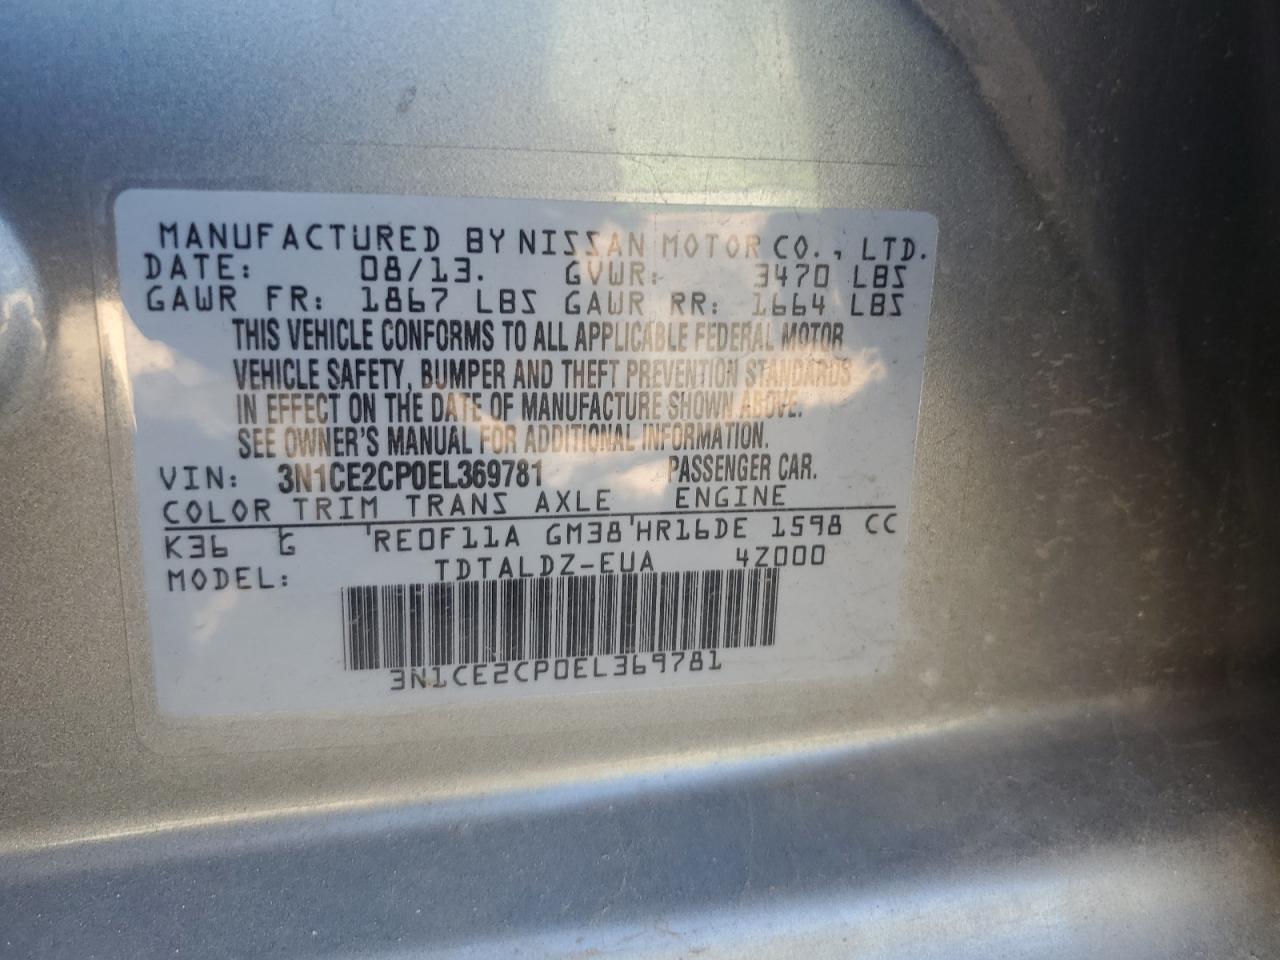 MANUFACTURED BY NISSAN MOTOR CO., LTD.
DATE: 08/13. GVWR: 3470 LBS
GAWR FR: 1867 LBS GAWR RR: 1664 LBS
THIS VEHICLE CONFORMS TO ALL APPLICABLE FEDERAL MOTOR
VEHICLE SAFETY, BUMPER AND THEFT PREVENTION STANDARDS
IN EFFECT ON THE DATE OF MANUFACTURE SHOWN ABOVE.
SEE OWNER'S MANUAL FOR ADDITIONAL INFORMATION.
VIN: 3N1CE2CP0EL369781 PASSENGER CAR.
COLOR TRIM TRANS AXLE ENGINE
K36 G RE0F11A GM38 HR16DE 1598 CC
MODEL: TDTALDZ-EUA 4Z000
3N1CE2CP0EL369781